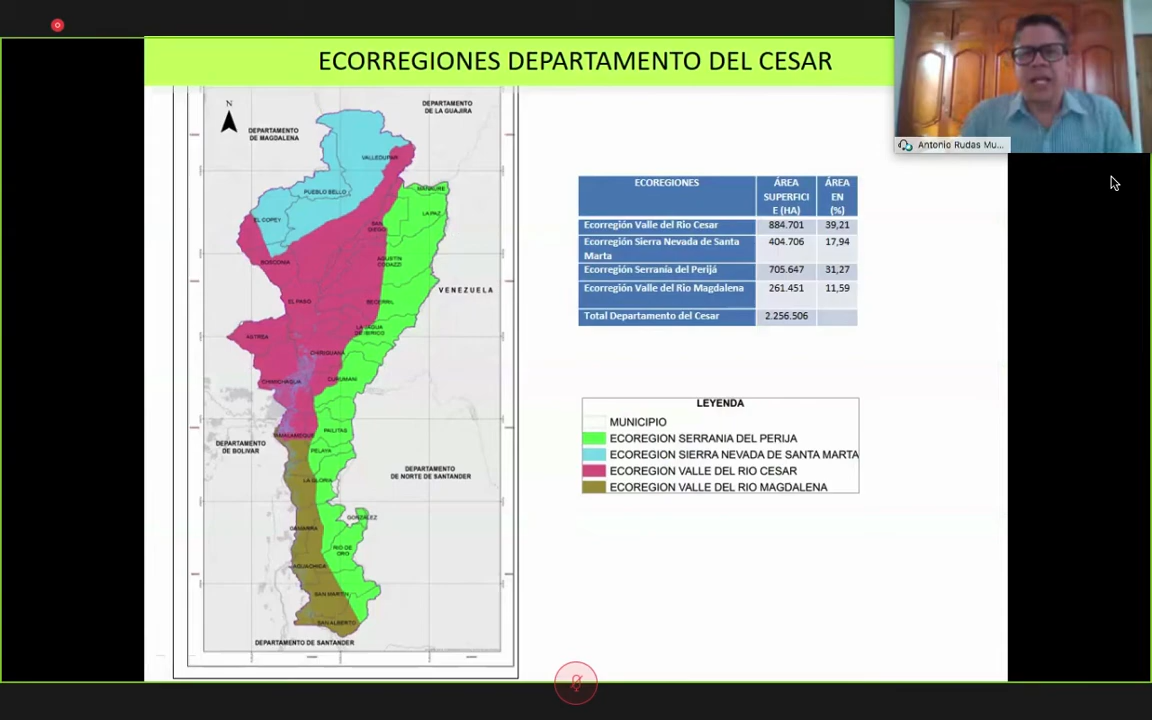 ECORREGIONES DEPARTAMENTO DEL CESAR
Antonio Rudas Mu...
N
DEPARTAMENTO
DE LA GUAJIRA
DEPARTAMENTO
DE MAGDALENA
VALLEDUPAR
PUEBLO BELLO
MANAURE
LA PAZ
EL COPEY
SAN
DIEGO
BOSCONIA
AGUSTIN
CODAZZI
VENEZUELA
EL PASO
BECERRIL
ASTREA
LA JAGUA
DE IBIRICO
CHIRIGUANA
CHIMICHAGUA
CURUMANI
PAILITAS
TAMALAMEQUE
DEPARTAMENTO
DE BOLIVAR
PELAYA
DEPARTAMENTO
DE NORTE DE SANTANDER
LA GLORIA
GONZALEZ
GAMARRA
RIO DE
ORO
AGUACHICA
SAN MARTIN
SAN ALBERTO
DEPARTAMENTO DE SANTANDER
ECOREGIONES ÁREA SUPERFICI E (HA) ÁREA EN (%)
Ecorregión Valle del Rio Cesar 884.701 39,21
Ecorregión Sierra Nevada de Santa Marta 404.706 17,94
Ecorregión Serranía del Perijá 705.647 31,27
Ecorregión Valle del Rio Magdalena 261.451 11,59
Total Departamento del Cesar 2.256.506
LEYENDA
MUNICIPIO
ECOREGION SERRANIA DEL PERIJA
ECOREGION SIERRA NEVADA DE SANTA MARTA
ECOREGION VALLE DEL RIO CESAR
ECOREGION VALLE DEL RIO MAGDALENA